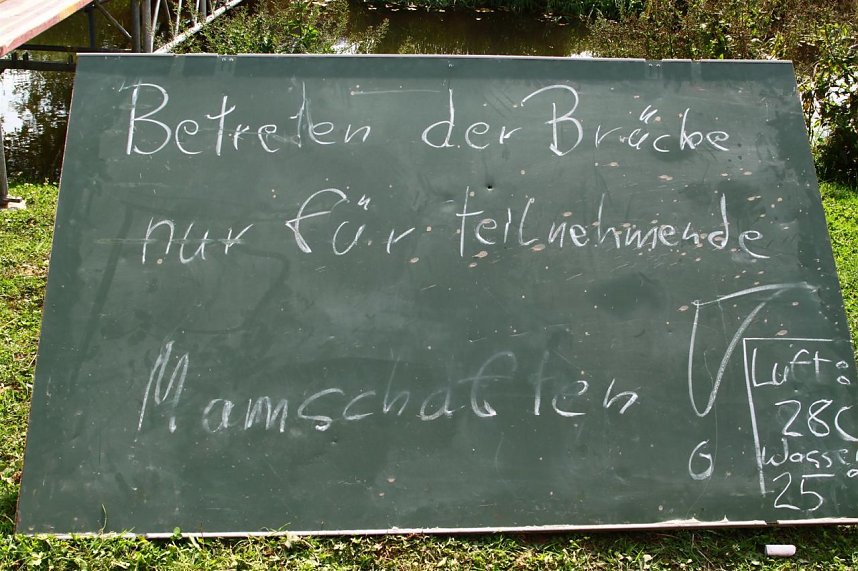 Betreten der Brücke
nur für teilnehmende
Mamschaften
!
Luft:
28C
Wasser
25°